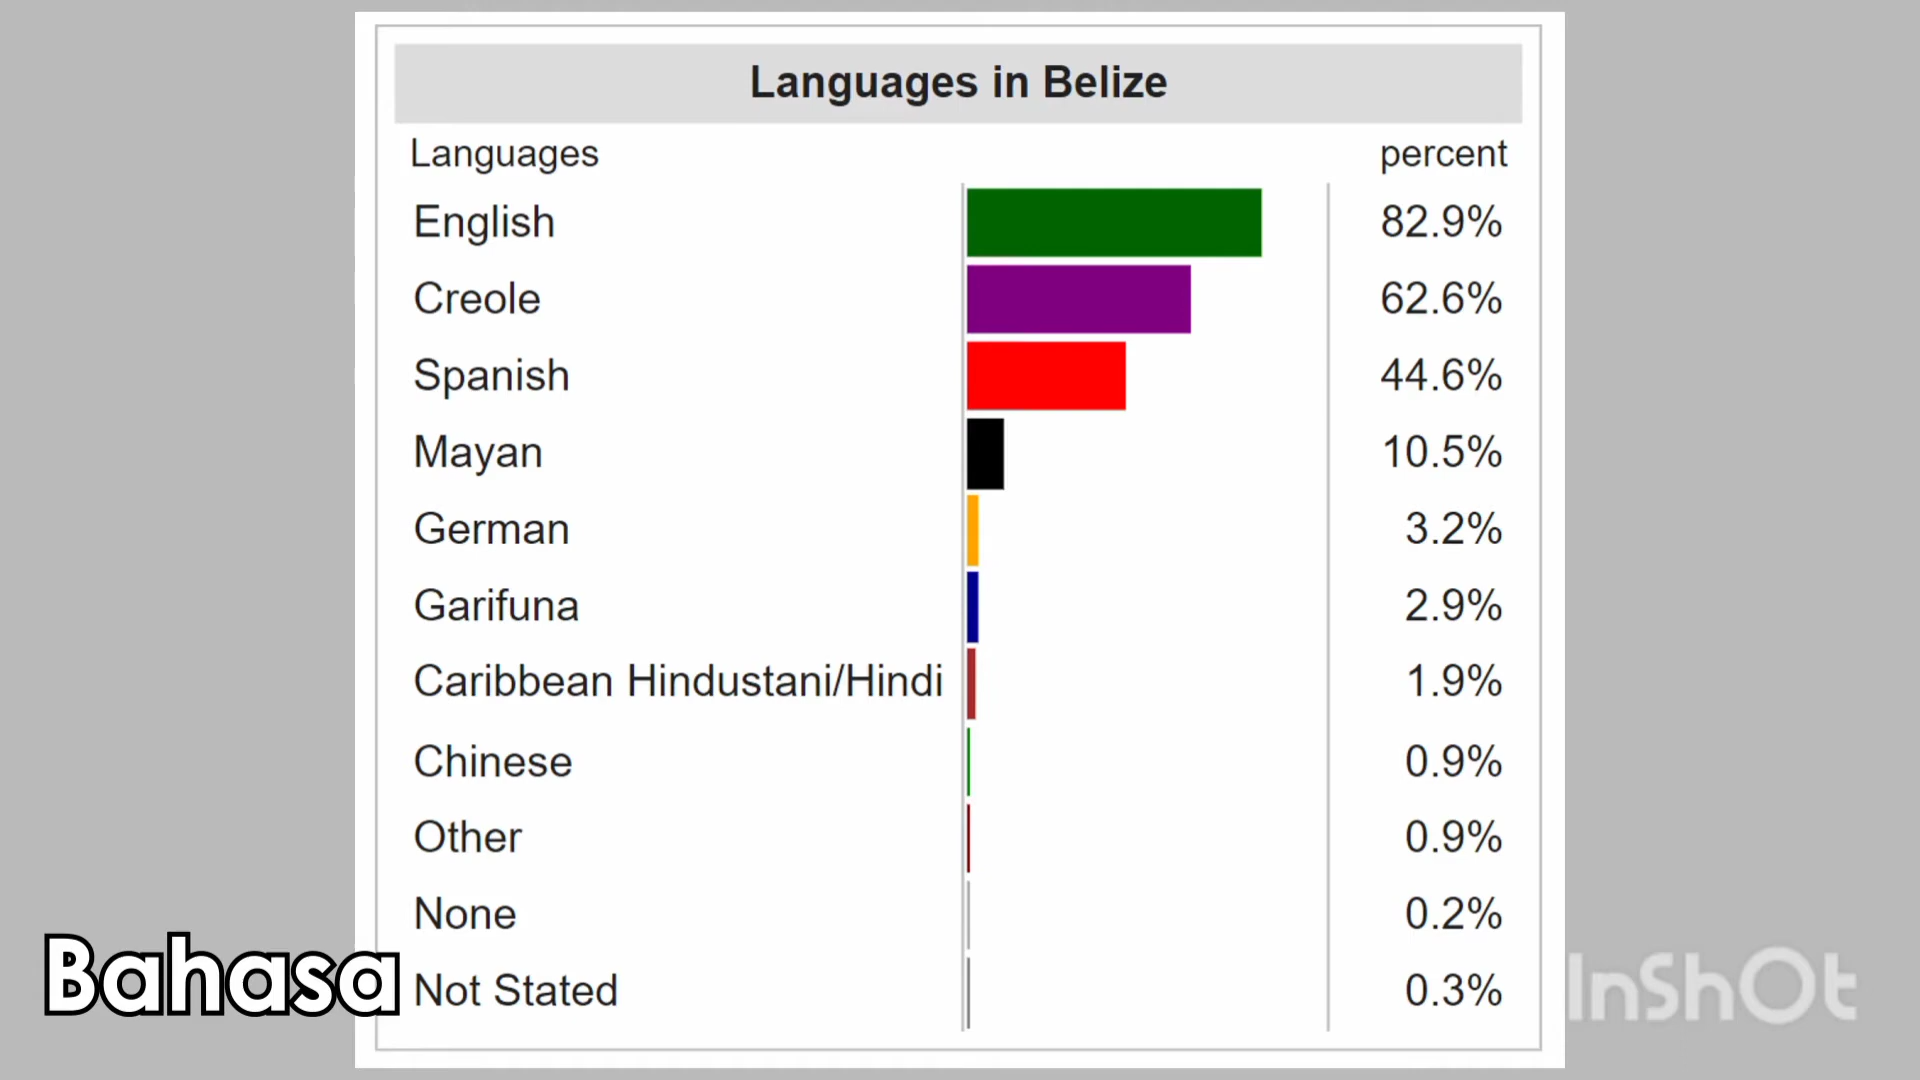 Languages in Belize
Languages percent
English 82.9%
Creole 62.6%
Spanish 44.6%
Mayan 10.5%
German 3.2%
Garifuna 2.9%
Caribbean Hindustani/Hindi 1.9%
Chinese 0.9%
Other 0.9%
None 0.2%
Not Stated 0.3%
Bahasa
InShOt